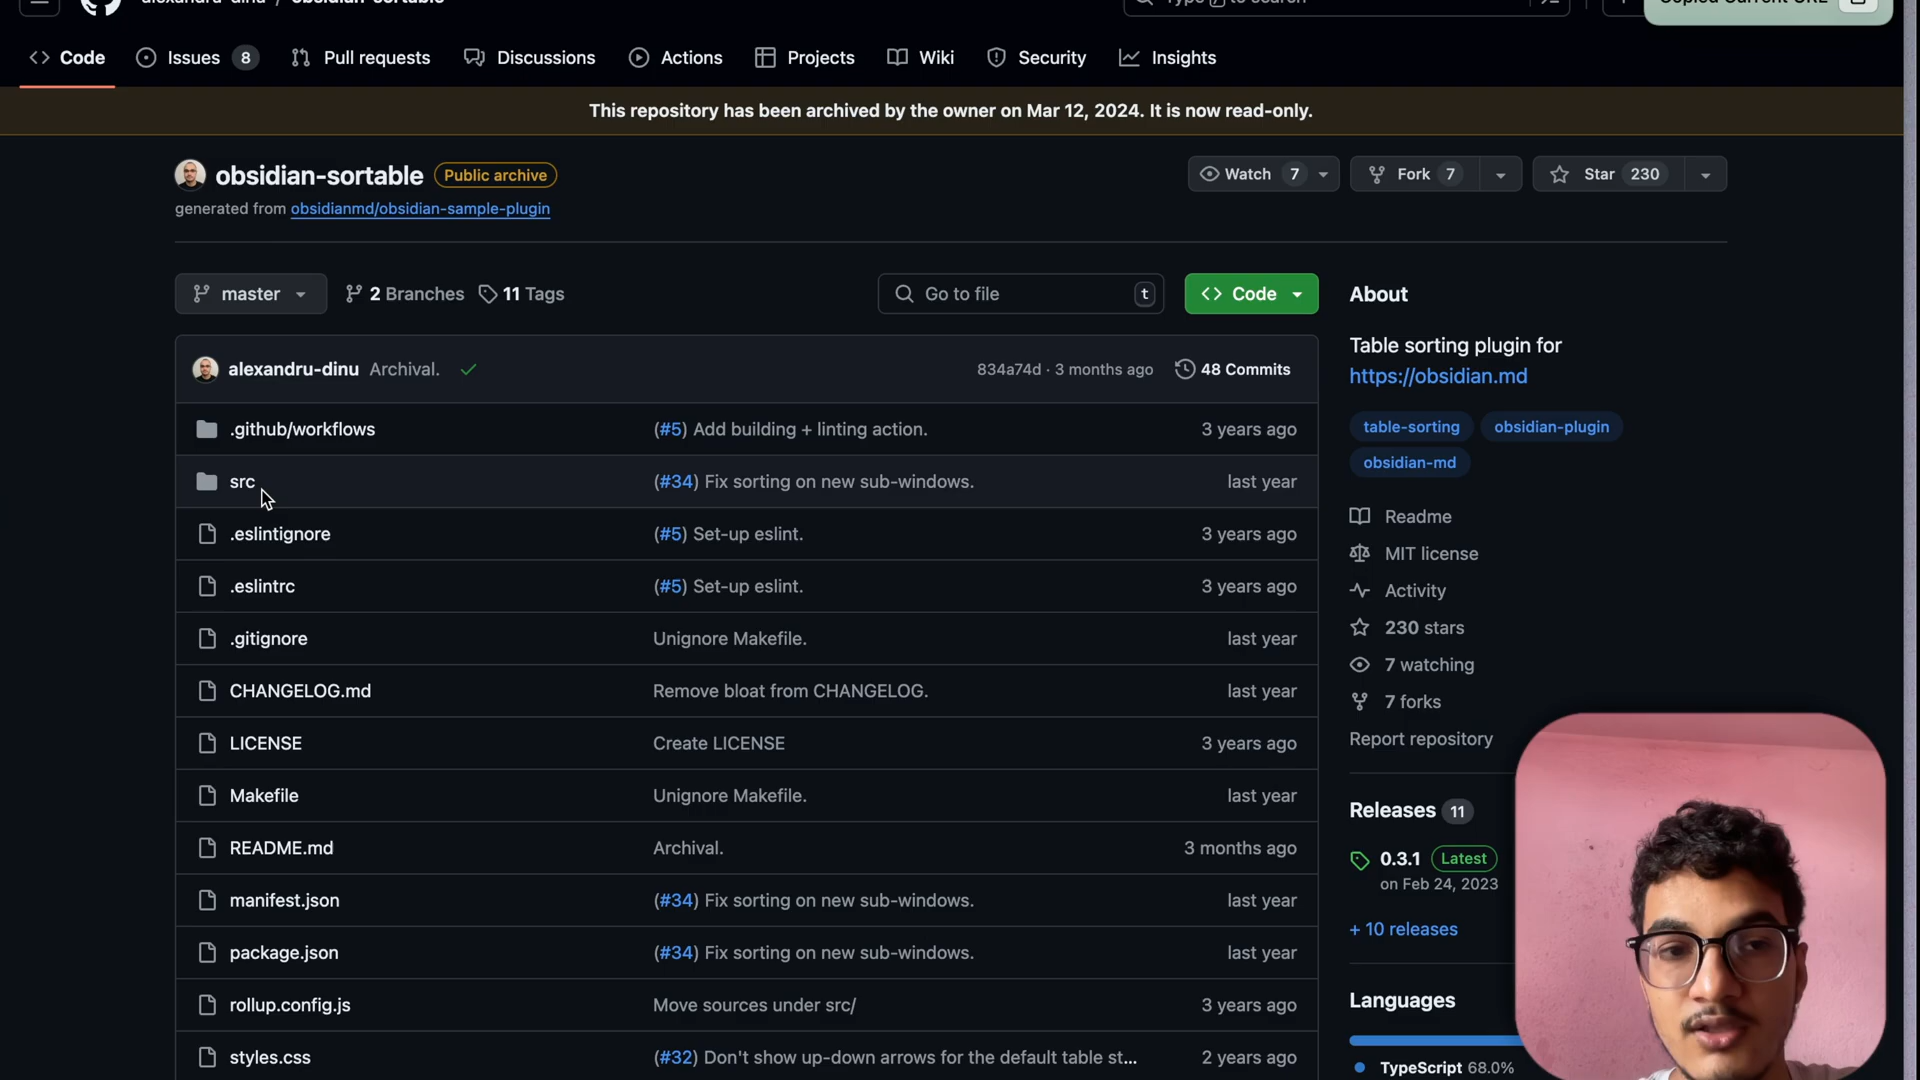 alexandru-dinu / obsidian-sortable
Type / to search
Copied Current URL
Code
Issues 8
Pull requests
Discussions
Actions
Projects
Wiki
Security
Insights
This repository has been archived by the owner on Mar 12, 2024. It is now read-only.
obsidian-sortable Public archive
Watch 7
Fork 7
Star 230
generated from obsidianmd/obsidian-sample-plugin
master
2 Branches
11 Tags
Go to file t
<> Code
About
Table sorting plugin for
https://obsidian.md
table-sorting obsidian-plugin
obsidian-md
Readme
MIT license
Activity
230 stars
7 watching
7 forks
Report repository
Releases 11
0.3.1 Latest
on Feb 24, 2023
+ 10 releases
Languages
TypeScript 68.0%
alexandru-dinu Archival. 834a74d · 3 months ago 48 Commits
.github/workflows (#5) Add building + linting action. 3 years ago
src (#34) Fix sorting on new sub-windows. last year
.eslintignore (#5) Set-up eslint. 3 years ago
.eslintrc (#5) Set-up eslint. 3 years ago
.gitignore Unignore Makefile. last year
CHANGELOG.md Remove bloat from CHANGELOG. last year
LICENSE Create LICENSE 3 years ago
Makefile Unignore Makefile. last year
README.md Archival. 3 months ago
manifest.json (#34) Fix sorting on new sub-windows. last year
package.json (#34) Fix sorting on new sub-windows. last year
rollup.config.js Move sources under src/ 3 years ago
styles.css (#32) Don't show up-down arrows for the default table st... 2 years ago